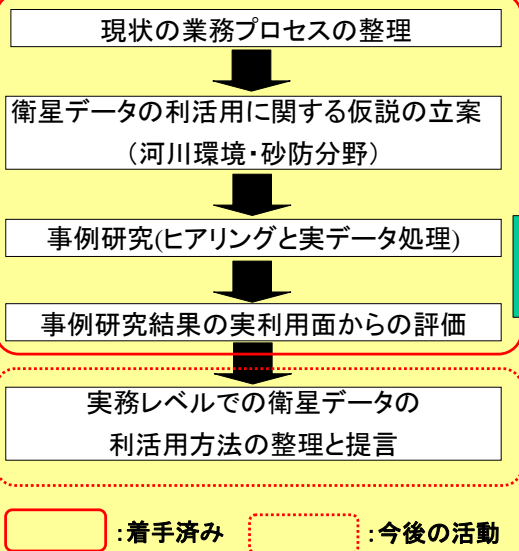 現状の業務プロセスの整理
衛星データの利活用に関する仮説の立案
（河川環境・砂防分野）
事例研究(ヒアリングと実データ処理)
事例研究結果の実利用面からの評価
実務レベルでの衛星データの
利活用方法の整理と提言
:着手済み
:今後の活動